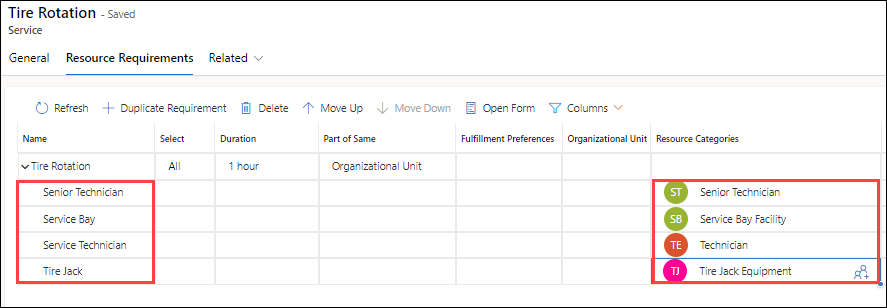 Tire Rotation - Saved
Service
General Resource Requirements Related
Refresh Duplicate Requirement Delete Move Up Move Down Open Form Columns
Name Select Duration Part of Same Fulfillment Preferences Organizational Unit Resource Categories
Tire Rotation All 1 hour Organizational Unit
Senior Technician ST Senior Technician
Service Bay SB Service Bay Facility
Service Technician TE Technician
Tire Jack TJ Tire Jack Equipment